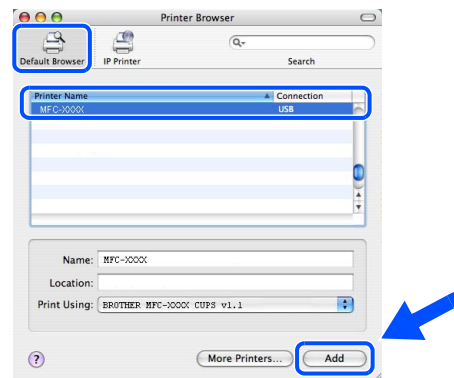 Printer Browser
Default Browser
IP Printer
Search
Printer Name
Connection
MFC-XXXX
USB
Name: MFC-XXXX
Location:
Print Using: BROTHER MFC-XXXX CUPS v1.1
?
More Printers...
Add